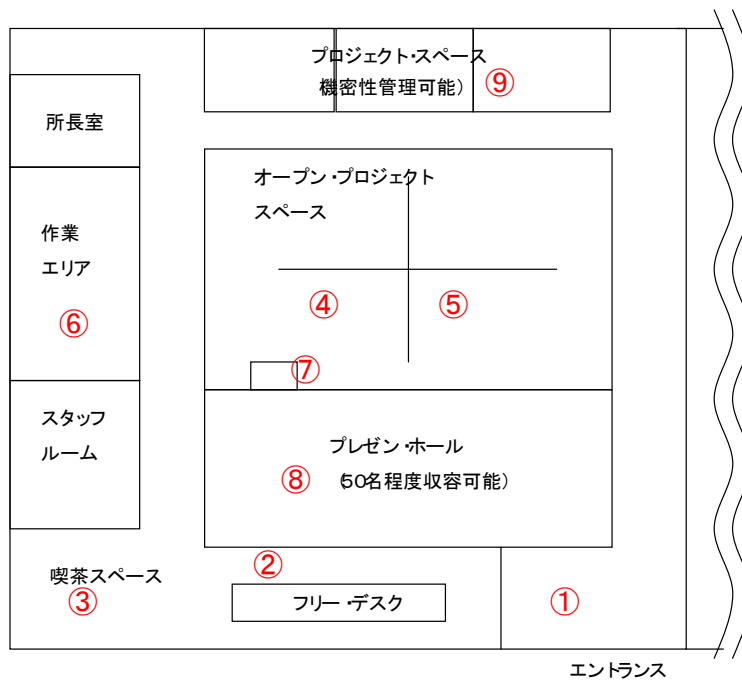 プロジェクト・スペース
(機密性管理可能) ⑨
所長室
オープン・プロジェクト
スペース
作業
エリア
④ ⑤
⑥
⑦
スタッフ
ルーム
プレゼン・ホール
⑧ (50名程度収容可能)
②
喫茶スペース
③ フリー・デスク ①
エントランス